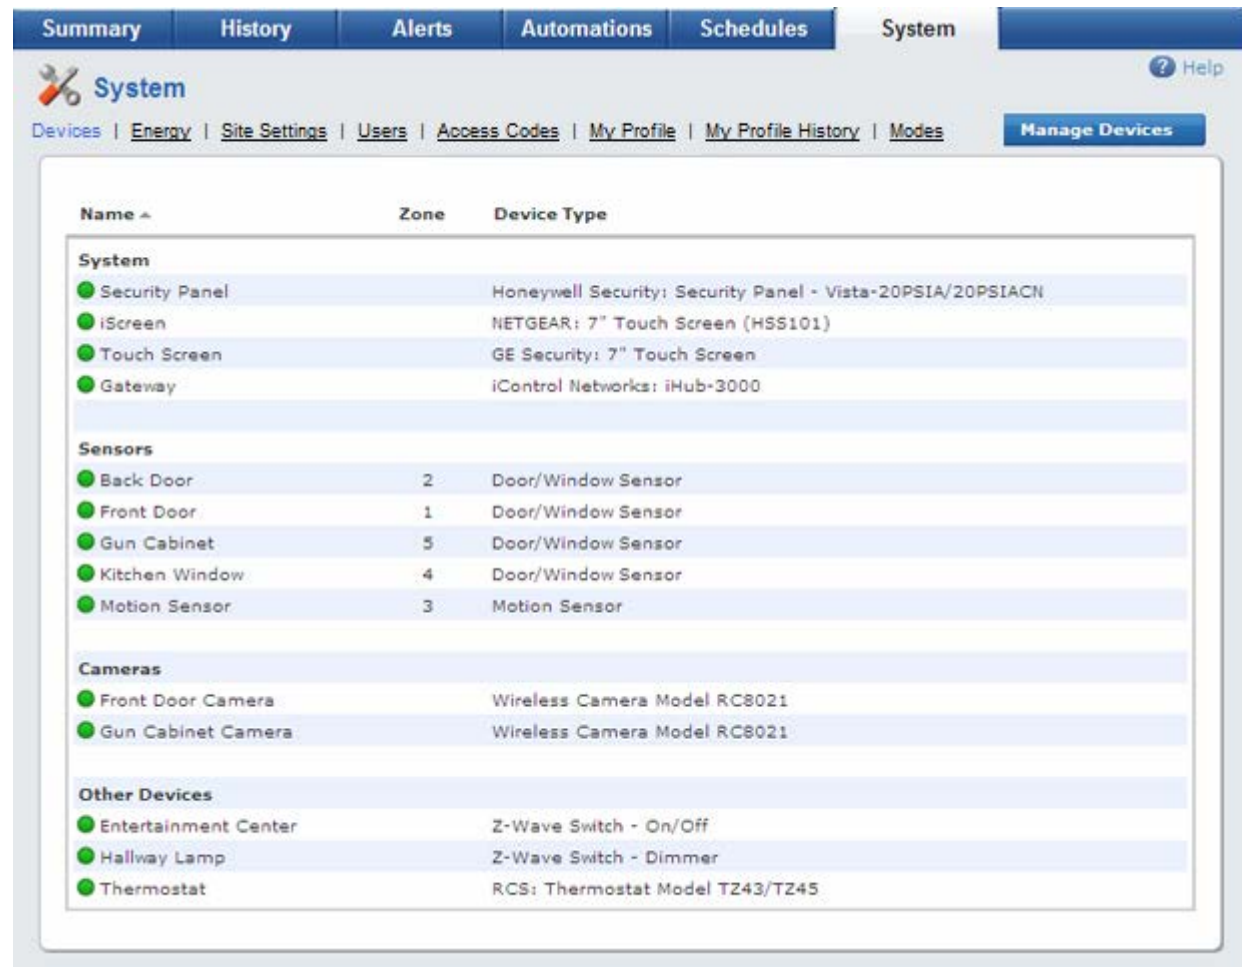 Summary History Alerts Automations Schedules System
Help
System
Devices | Energy | Site Settings | Users | Access Codes | My Profile | My Profile History | Modes Manage Devices
Name Zone Device Type
System
Security Panel Honeywell Security: Security Panel - Vista-20PSIA/20PSIACN
iScreen NETGEAR: 7" Touch Screen (HSS101)
Touch Screen GE Security: 7" Touch Screen
Gateway iControl Networks: iHub-3000
Sensors
Back Door 2 Door/Window Sensor
Front Door 1 Door/Window Sensor
Gun Cabinet 5 Door/Window Sensor
Kitchen Window 4 Door/Window Sensor
Motion Sensor 3 Motion Sensor
Cameras
Front Door Camera Wireless Camera Model RC8021
Gun Cabinet Camera Wireless Camera Model RC8021
Other Devices
Entertainment Center Z-Wave Switch - On/Off
Hallway Lamp Z-Wave Switch - Dimmer
Thermostat RCS: Thermostat Model TZ43/TZ45